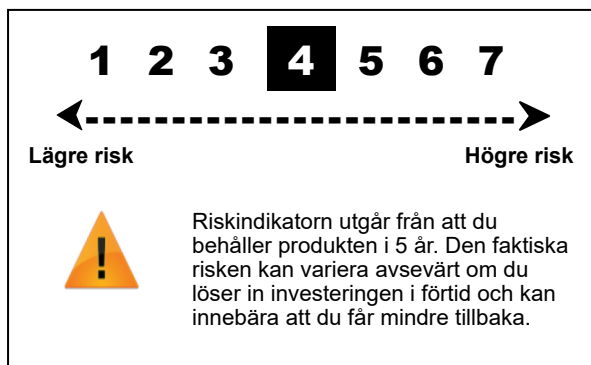 1 2 3 4 5 6 7
Lägre risk Högre risk
Riskindikatorn utgår från att du
behåller produkten i 5 år. Den faktiska
risken kan variera avsevärt om du
löser in investeringen i förtid och kan
innebära att du får mindre tillbaka.